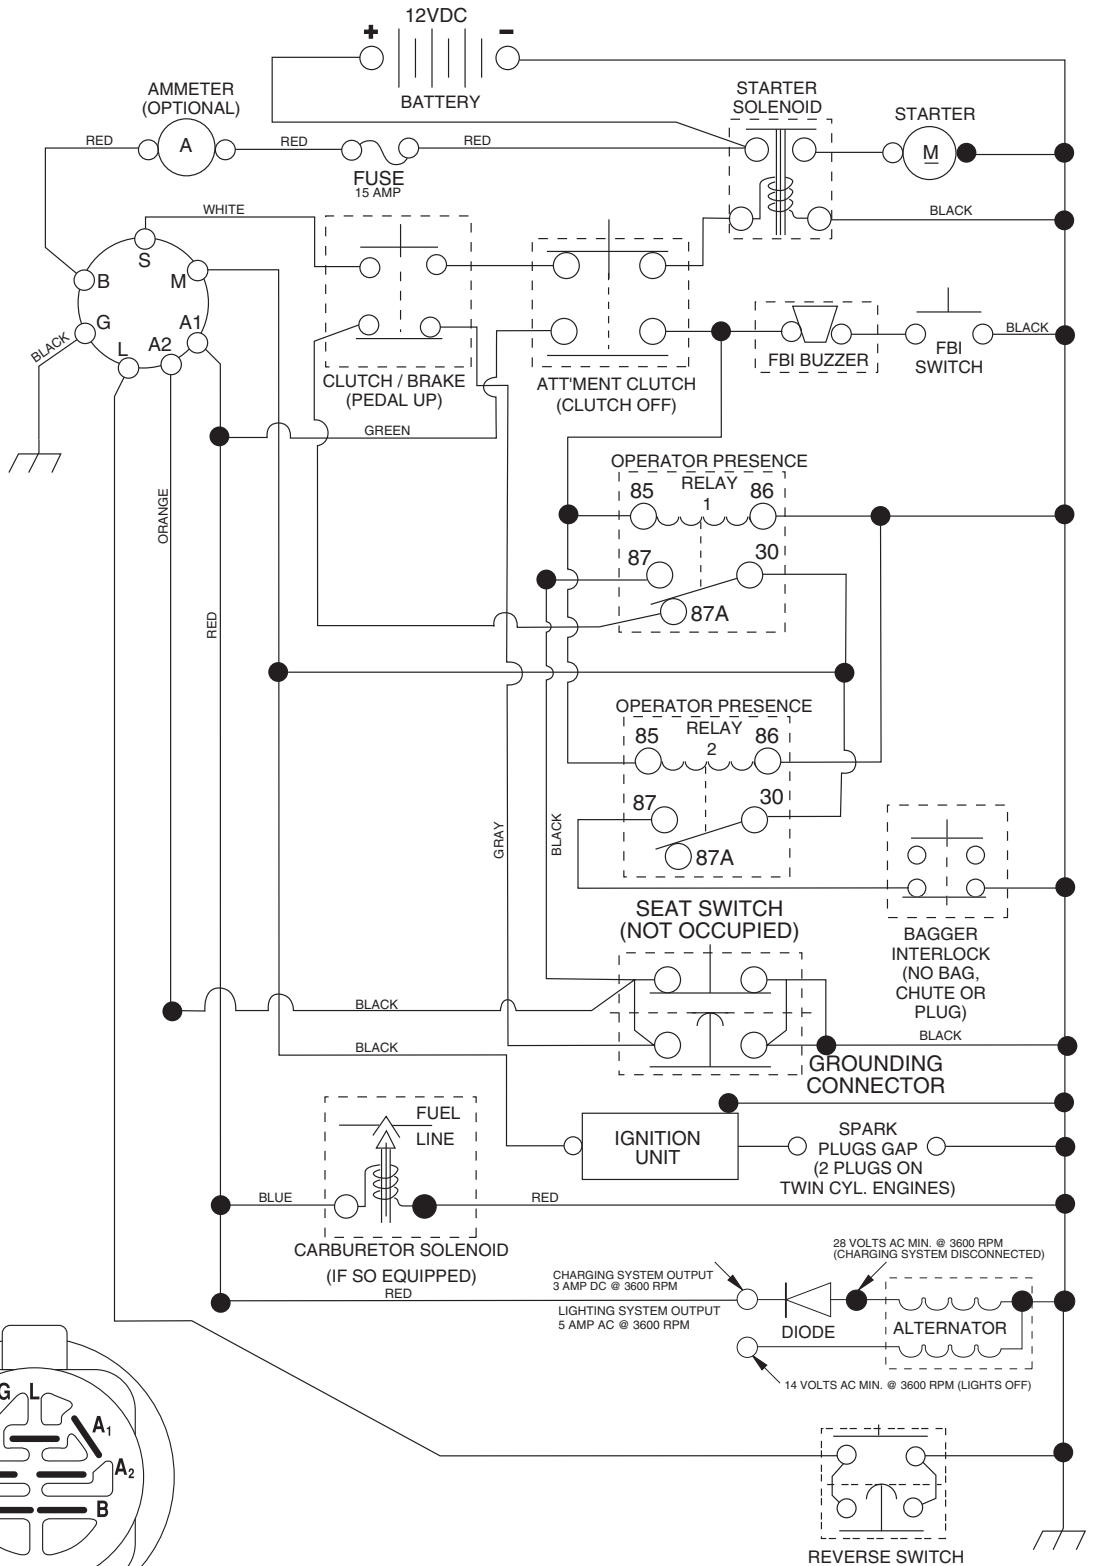 12VDC
+
−
BATTERY
AMMETER
(OPTIONAL)
STARTER
SOLENOID
STARTER
RED
A
RED
FUSE
15 AMP
RED
M
WHITE
BLACK
S
B
M
G
A1
L
A2
BLACK
CLUTCH / BRAKE
(PEDAL UP)
ATT'MENT CLUTCH
(CLUTCH OFF)
FBI BUZZER
FBI
SWITCH
BLACK
GREEN
OPERATOR PRESENCE
RELAY
1
85
86
87
30
87A
ORANGE
RED
OPERATOR PRESENCE
RELAY
2
85
86
87
30
87A
GRAY
BLACK
BAGGER
INTERLOCK
(NO BAG,
CHUTE OR
PLUG)
SEAT SWITCH
(NOT OCCUPIED)
BLACK
BLACK
BLACK
GROUNDING
CONNECTOR
FUEL
LINE
IGNITION
UNIT
SPARK
PLUGS GAP
(2 PLUGS ON
TWIN CYL. ENGINES)
BLUE
RED
CARBURETOR SOLENOID
(IF SO EQUIPPED)
RED
28 VOLTS AC MIN. @ 3600 RPM
(CHARGING SYSTEM DISCONNECTED)
CHARGING SYSTEM OUTPUT
3 AMP DC @ 3600 RPM
LIGHTING SYSTEM OUTPUT
5 AMP AC @ 3600 RPM
DIODE
ALTERNATOR
14 VOLTS AC MIN. @ 3600 RPM (LIGHTS OFF)
G
L
A1
A2
B
REVERSE SWITCH